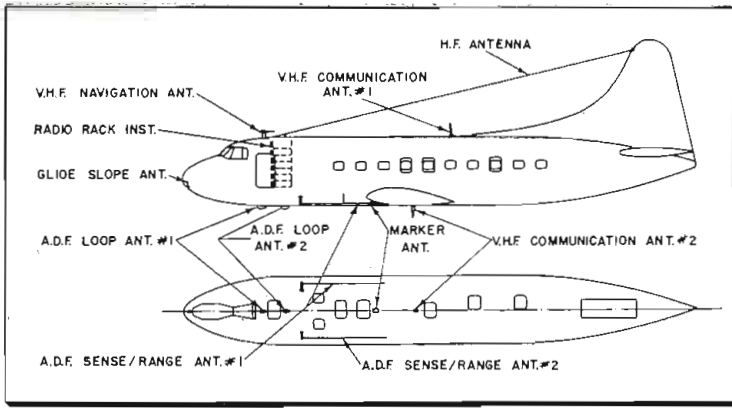 H.F. ANTENNA
V.H.F. COMMUNICATION
ANT.#1
V.H.F. NAVIGATION ANT.
RADIO RACK INST.
GLIDE SLOPE ANT.
A.D.F. LOOP ANT.#1
A.D.F. LOOP
ANT.#2
MARKER
ANT.
V.H.F. COMMUNICATION ANT.#2
A.D.F. SENSE/RANGE ANT.#1
A.D.F. SENSE/RANGE ANT.#2